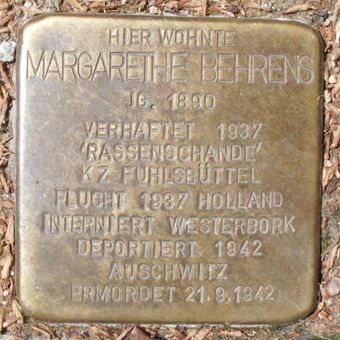 HIER WOHNTE
MARGARETHE BEHRENS
JG. 1890
VERHAFTET 1937
'RASSENSCHANDE'
KZ FUHLSBÜTTEL
FLUCHT 1937 HOLLAND
INTERNIERT WESTERBORK
DEPORTIERT 1942
AUSCHWITZ
ERMORDET 21.9.1942